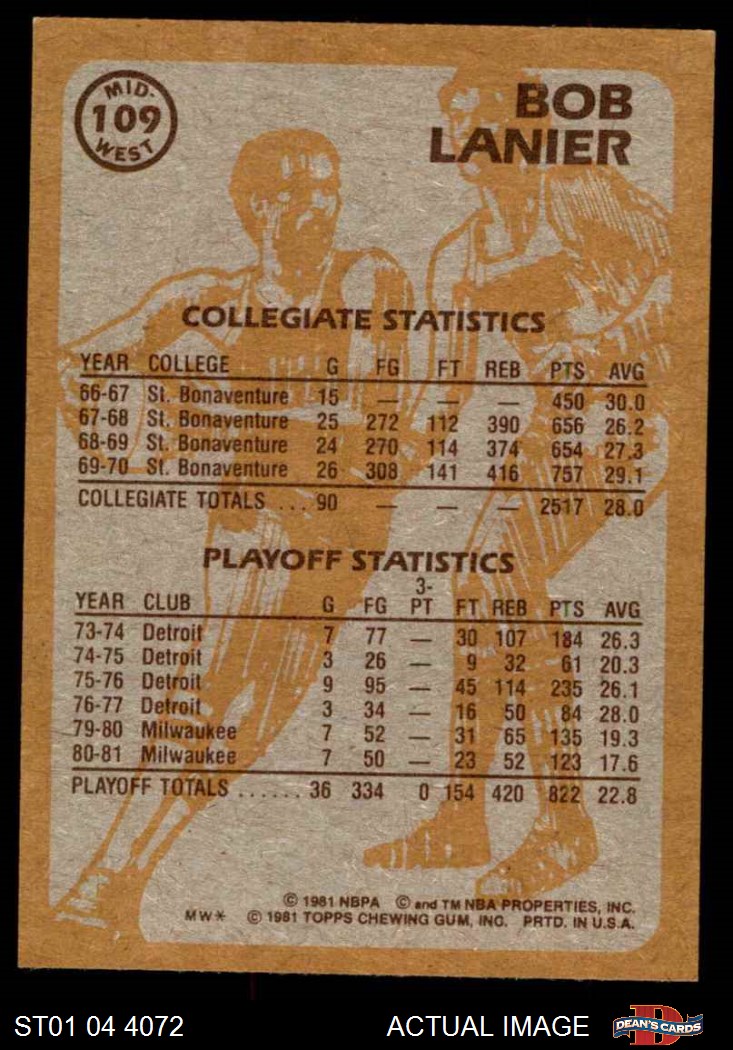 MID-
109
WEST
BOB
LANIER
COLLEGIATE STATISTICS
YEAR COLLEGE G FG FT REB PTS AVG
66-67 St. Bonaventure 15 — — — 450 30.0
67-68 St. Bonaventure 25 272 112 390 656 26.2
68-69 St. Bonaventure 24 270 114 374 654 27.3
69-70 St. Bonaventure 26 308 141 416 757 29.1
COLLEGIATE TOTALS ... 90 — — — 2517 28.0
PLAYOFF STATISTICS
YEAR CLUB G FG 3-PT FT REB PTS AVG
73-74 Detroit 7 77 — 30 107 184 26.3
74-75 Detroit 3 26 — 9 32 61 20.3
75-76 Detroit 9 95 — 45 114 235 26.1
76-77 Detroit 3 34 — 16 50 84 28.0
79-80 Milwaukee 7 52 — 31 65 135 19.3
80-81 Milwaukee 7 50 — 23 52 123 17.6
PLAYOFF TOTALS ...... 36 334 0 154 420 822 22.8
© 1981 NBPA © and TM NBA PROPERTIES, INC.
MW* © 1981 TOPPS CHEWING GUM, INC. PRTD. IN U.S.A.
ST01 04 4072 ACTUAL IMAGE D DEAN'S CARDS